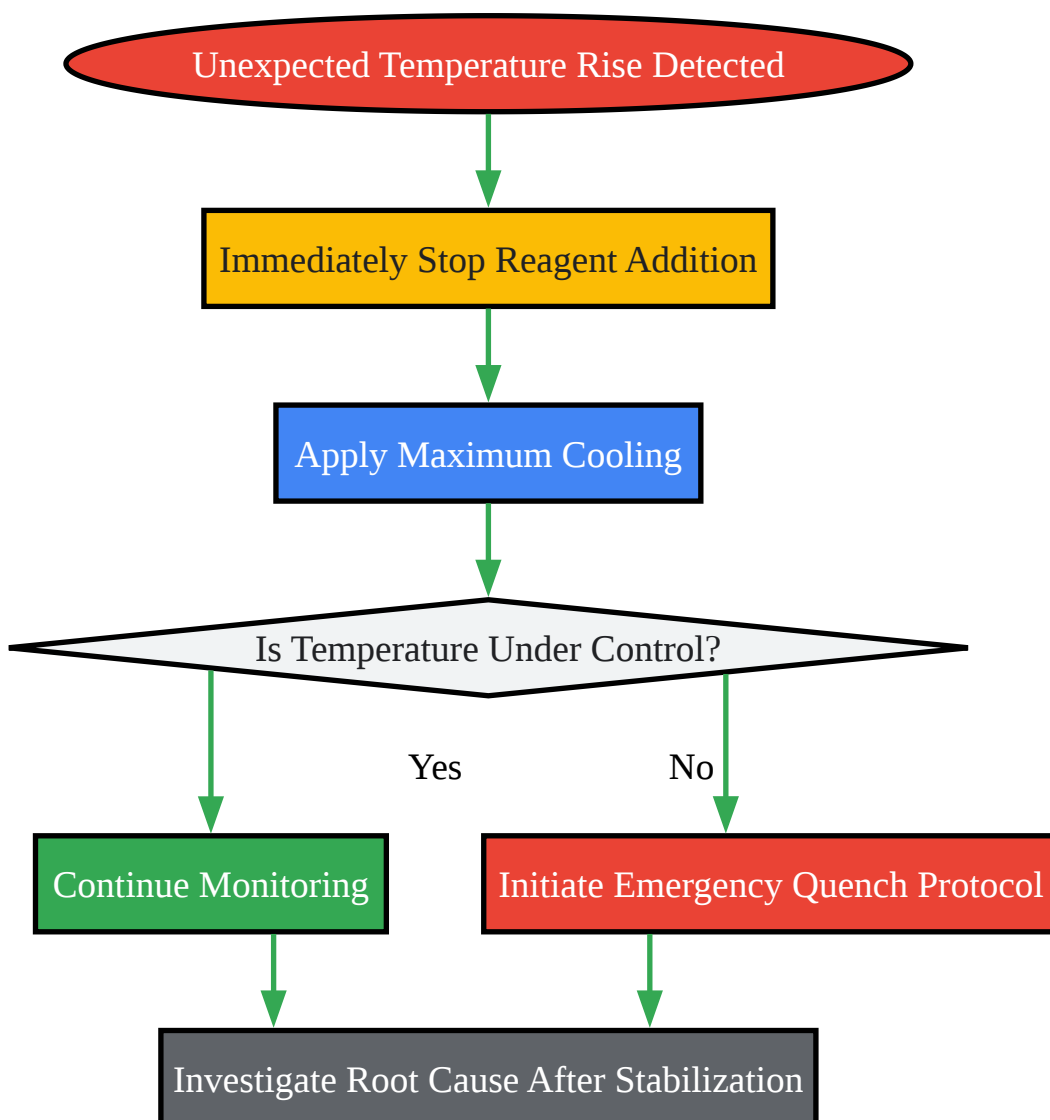 Unexpected Temperature Rise Detected
Immediately Stop Reagent Addition
Apply Maximum Cooling
Is Temperature Under Control?
Yes
No
Continue Monitoring
Initiate Emergency Quench Protocol
Investigate Root Cause After Stabilization